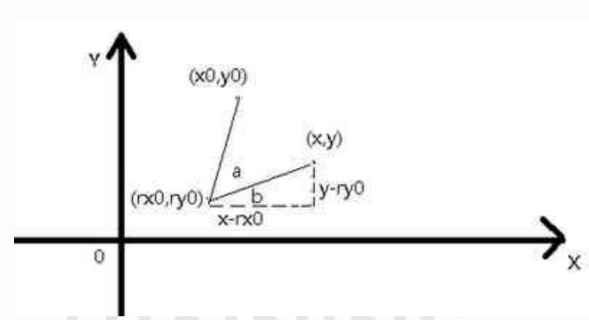 Y
(x0,y0)
(x,y)
a
(rx0,ry0)
b
y-ry0
x-rx0
0
X